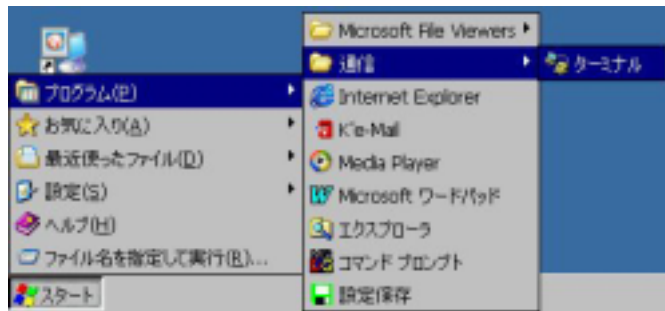 プログラム(P)
お気に入り(A)
最近使ったファイル(D)
設定(S)
ヘルプ(H)
ファイル名を指定して実行(R)...
スタート
Microsoft File Viewers
通信
Internet Explorer
K'e-Mail
Media Player
Microsoft ワードパッド
エクスプローラ
コマンド プロンプト
設定保存
ターミナル